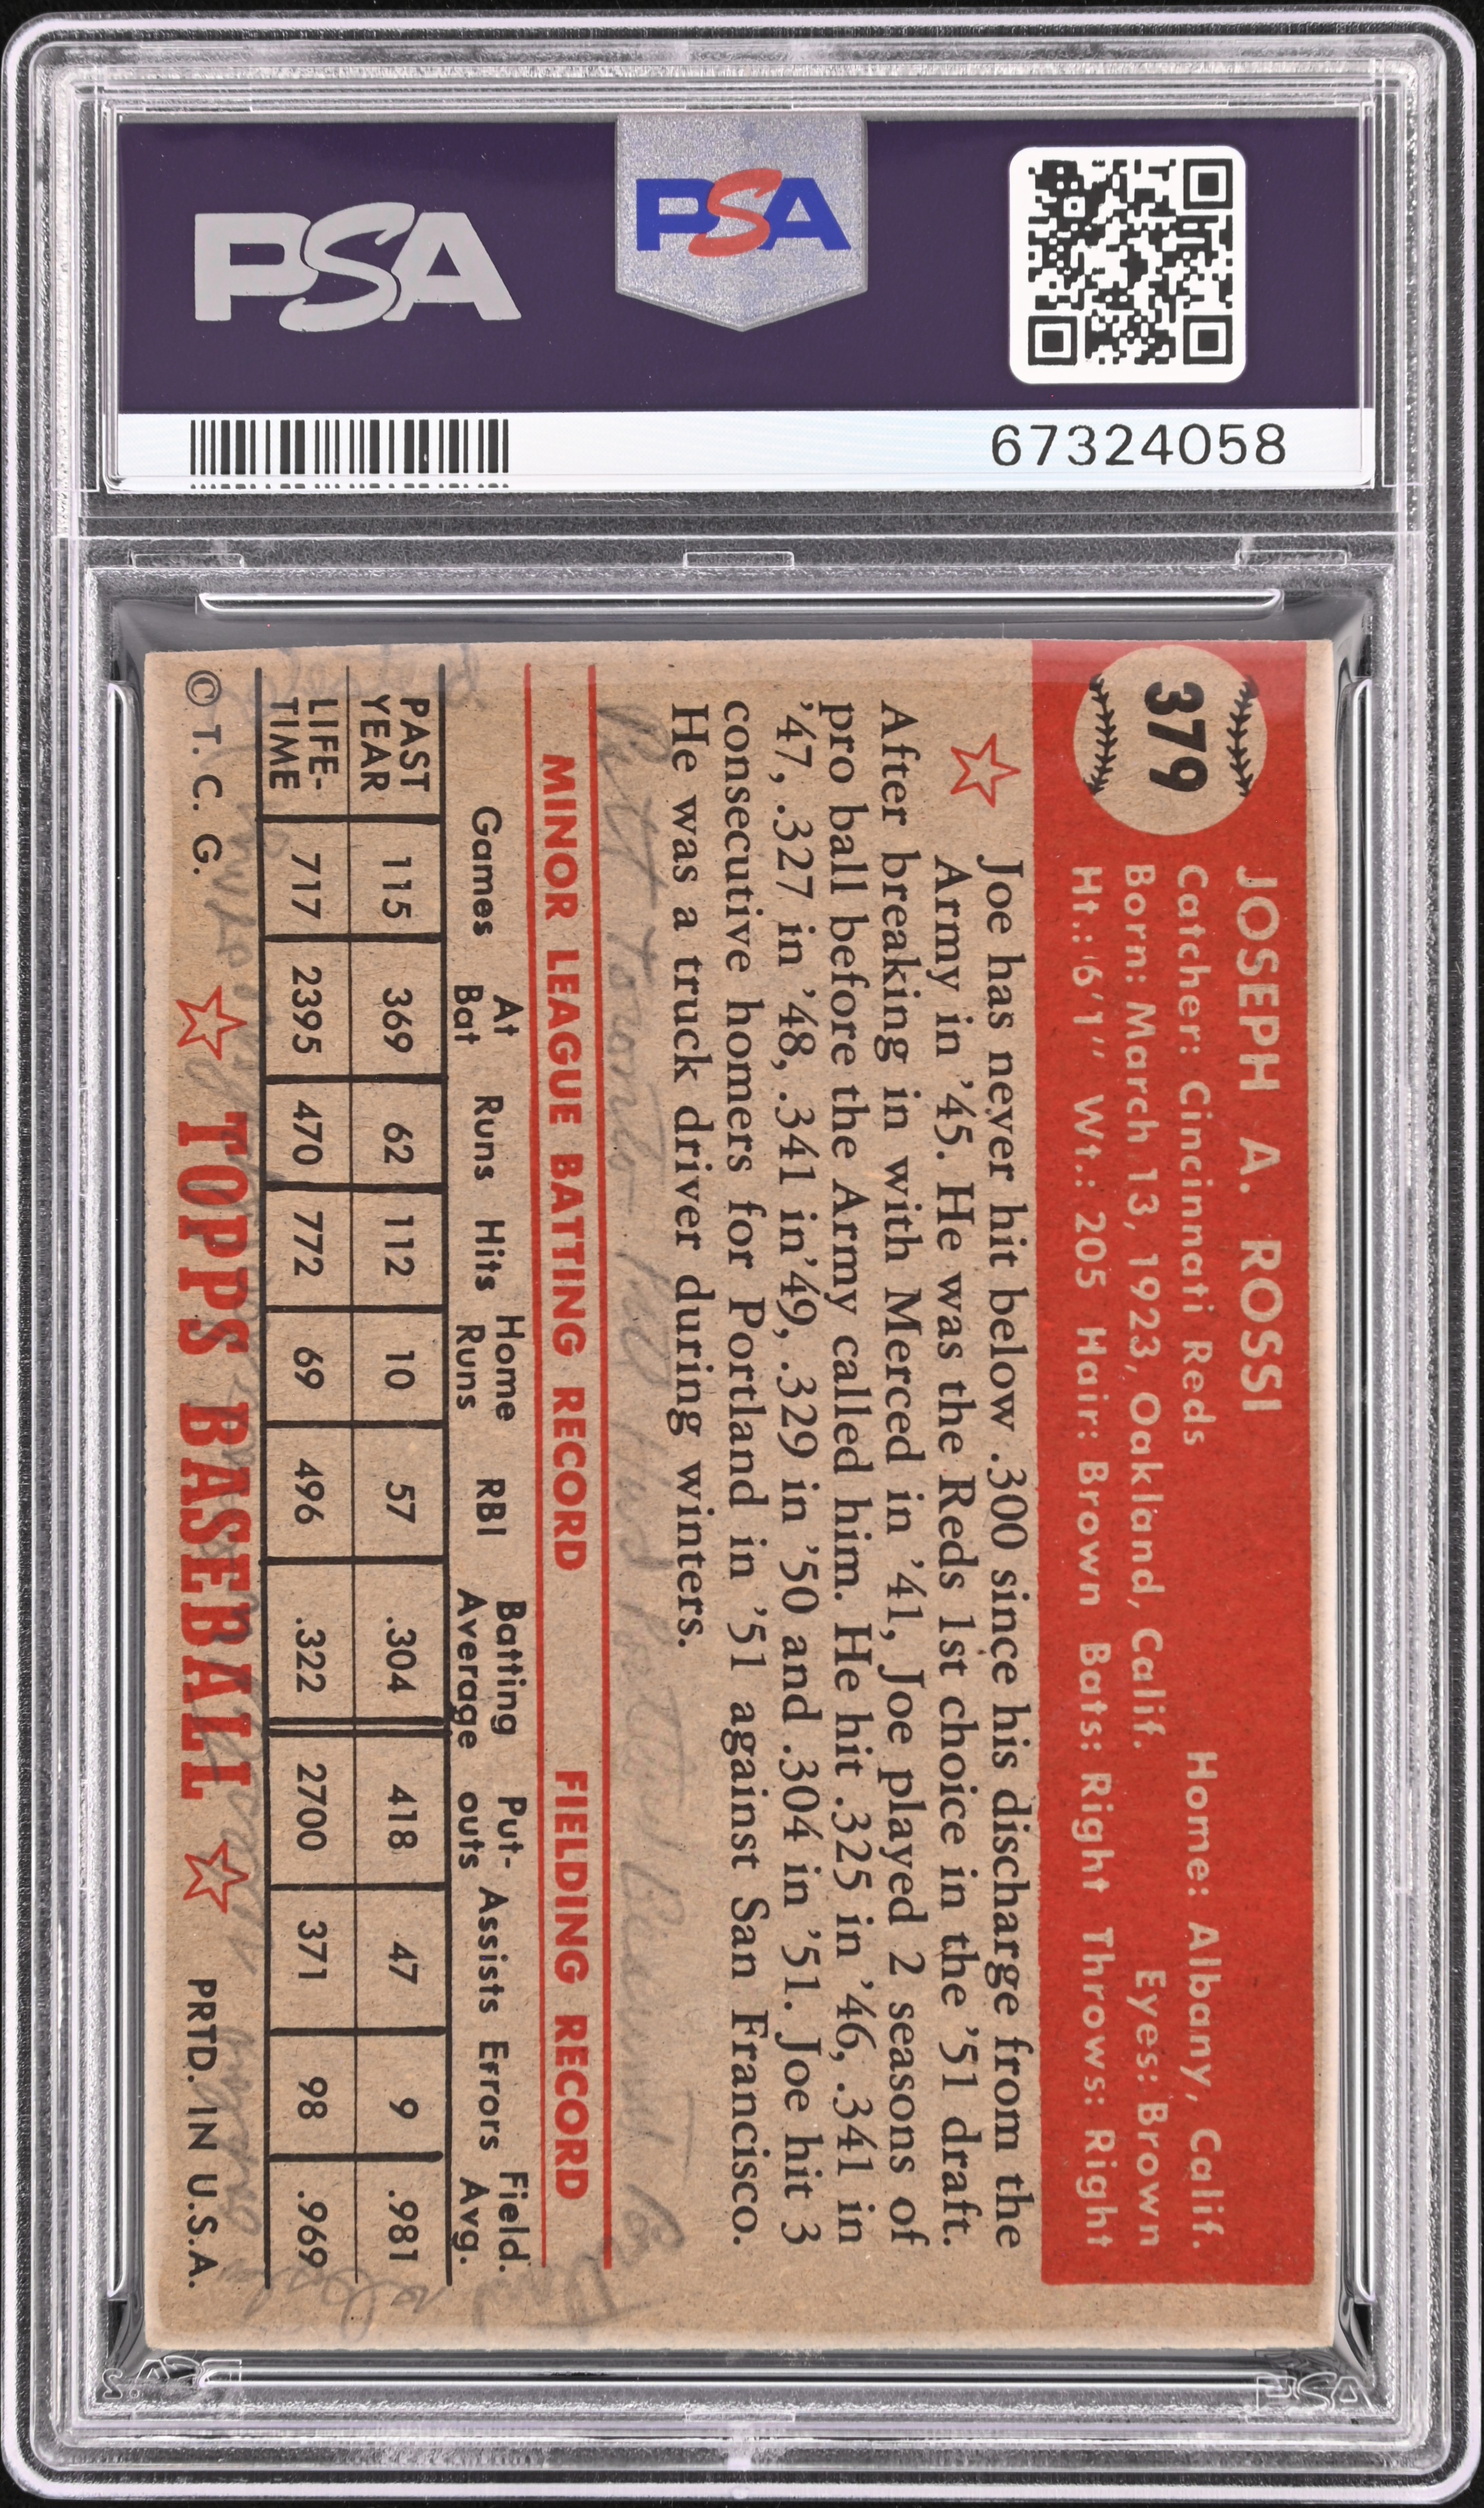 PSA
PSA
67324058
379
JOSEPH A. ROSSI
Catcher: Cincinnati Reds Home: Albany, Calif.
Born: March 13, 1923, Oakland, Calif. Eyes: Brown
Ht.: 6'1" Wt.: 205 Hair: Brown Bats: Right Throws: Right
Joe has never hit below .300 since his discharge from the
Army in '45. He was the Reds 1st choice in the '51 draft.
After breaking in with Merced in '41, Joe played 2 seasons of
pro ball before the Army called him. He hit .325 in '46, .341 in
'47, .327 in '48, .341 in '49, .329 in '50 and .304 in '51. Joe hit 3
consecutive homers for Portland in '51 against San Francisco.
He was a truck driver during winters.
MINOR LEAGUE BATTING RECORD FIELDING RECORD
Games At Bat Runs Hits Home Runs RBI Batting Average Put-outs Assists Errors Field. Avg.
PAST YEAR 115 369 62 112 10 57 .304 418 47 9 .981
LIFE-TIME 717 2395 470 772 69 496 .322 2700 371 98 .969
© T. C. G. ☆ TOPPS BASEBALL ☆ PRTD. IN U.S.A.
PSA
PSA